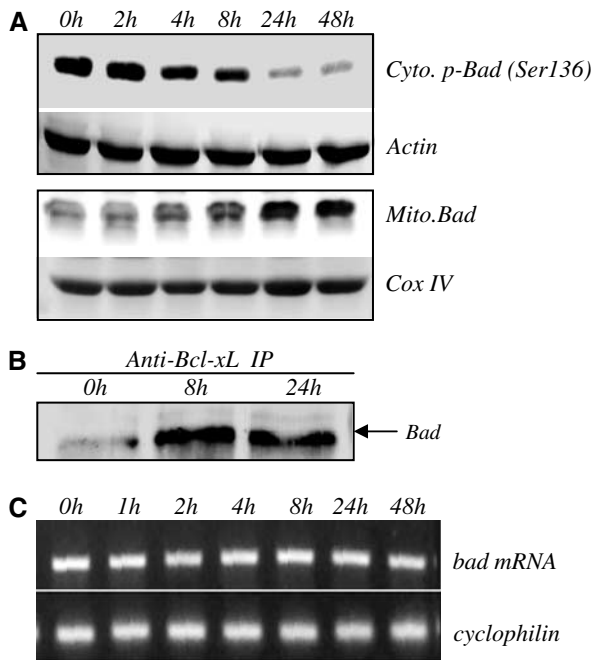 A
0h 2h 4h 8h 24h 48h
Cyto. p-Bad (Ser136)
Actin
Mito.Bad
Cox IV
B
Anti-Bcl-xL IP
0h 8h 24h
Bad
C
0h 1h 2h 4h 8h 24h 48h
bad mRNA
cyclophilin